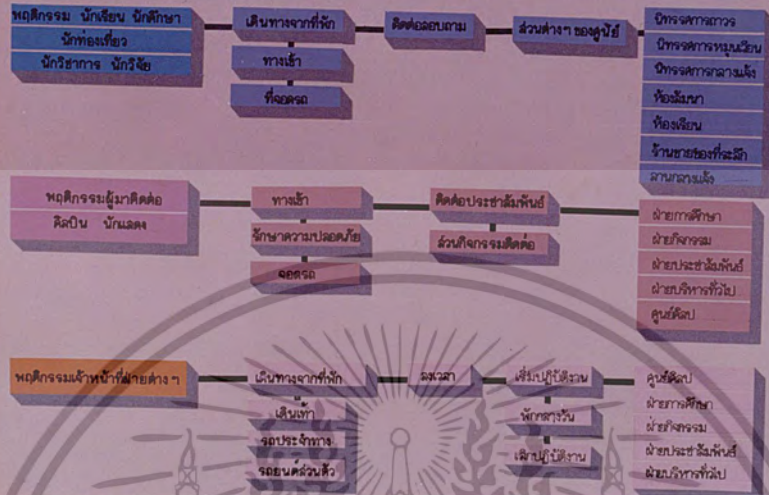 พฤติกรรม นักเรียน นักศึกษา
นักท่องเที่ยว
นักวิชาการ นักวิจัย
เดินทางจากที่พัก
ทางเข้า
ที่จอดรถ
ติดต่อสอบถาม
ส่วนต่างๆ ของศูนย์
นิทรรศการถาวร
นิทรรศการหมุนเวียน
นิทรรศการกลางแจ้ง
ห้องสัมนา
ห้องเรียน
ร้านขายของที่ระลึก
ลานกลางแจ้ง
พฤติกรรมผู้มาติดต่อ
ศิลปิน นักแสดง
ทางเข้า
รักษาความปลอดภัย
จอดรถ
ติดต่อประชาสัมพันธ์
ส่วนกิจกรรมติดต่อ
ฝ่ายการศึกษา
ฝ่ายกิจกรรม
ฝ่ายประชาสัมพันธ์
ฝ่ายบริหารทั่วไป
ศูนย์ศิลป
พฤติกรรมเจ้าหน้าที่ฝ่ายต่าง ๆ
เดินทางจากที่พัก
เดินเท้า
รถประจำทาง
รถยนต์ส่วนตัว
ลงเวลา
เริ่มปฏิบัติงาน
พักกลางวัน
เลิกปฏิบัติงาน
ศูนย์ศิลป
ฝ่ายการศึกษา
ฝ่ายกิจกรรม
ฝ่ายประชาสัมพันธ์
ฝ่ายบริหารทั่วไป